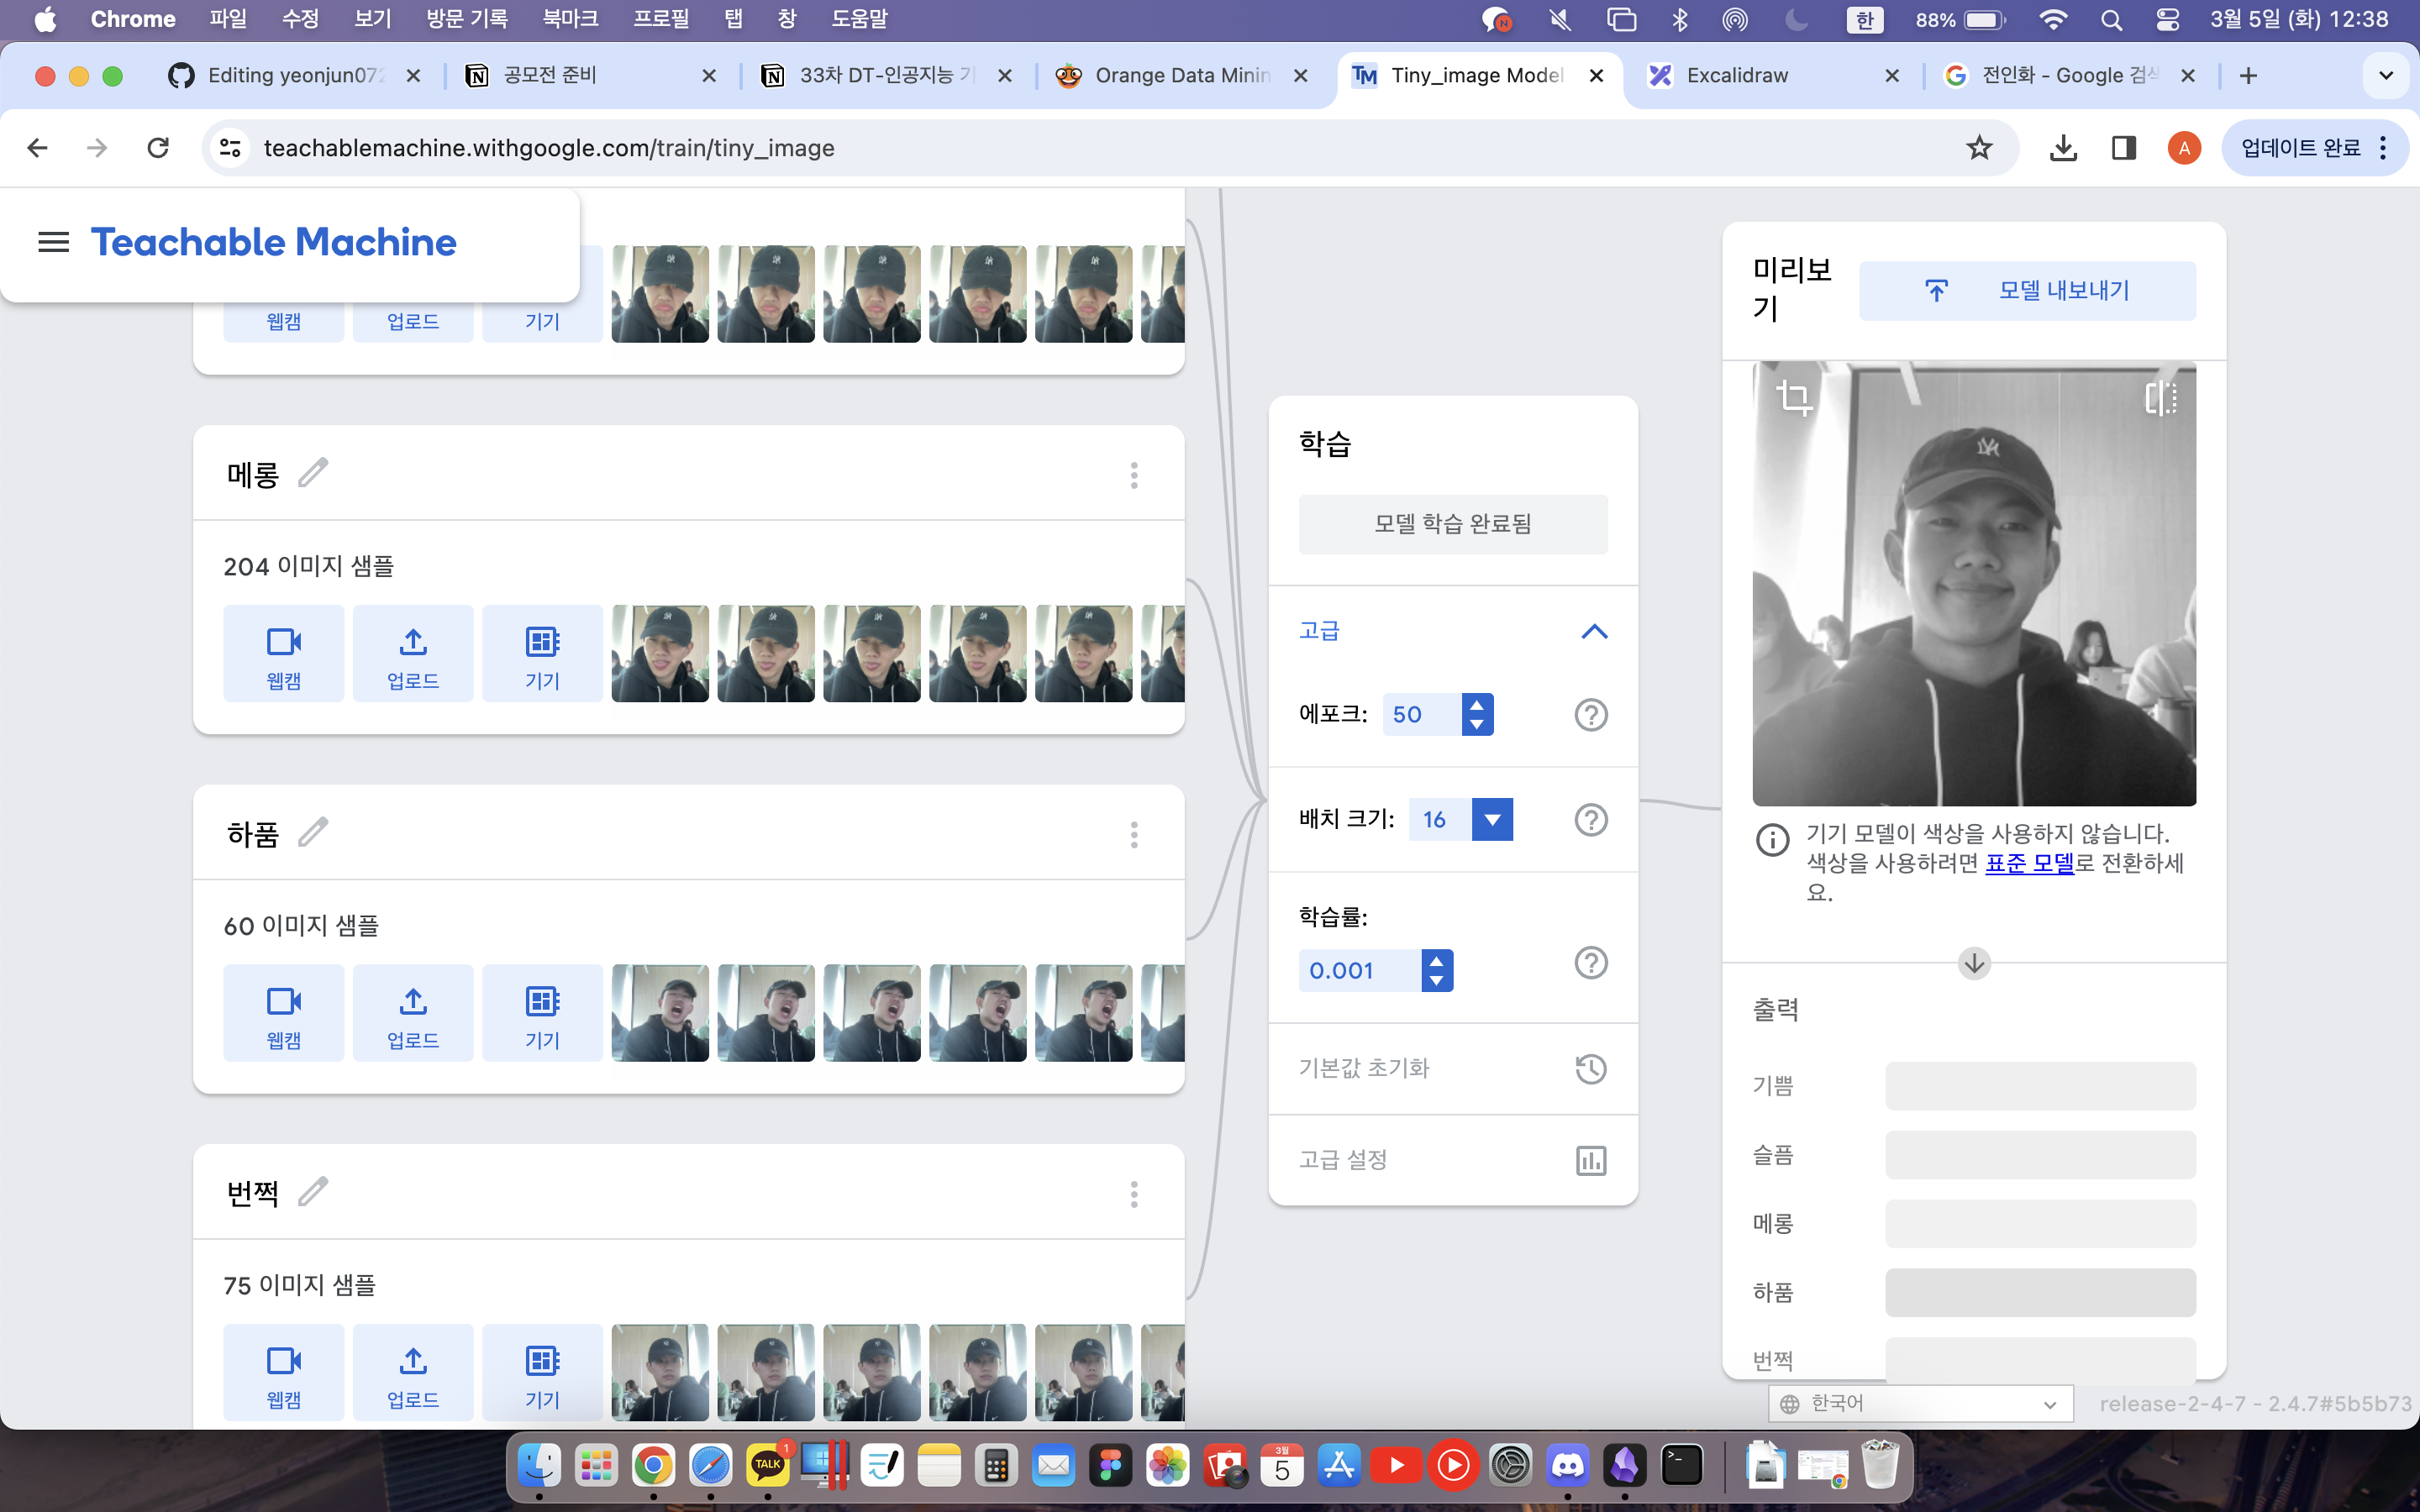 Chrome 파일 수정 보기 방문 기록 북마크 프로필 탭 창 도움말 한 88% 3월 5일 (화) 12:38
Editing yeonjun072 공모전 준비 33차 DT-인공지능 기 Orange Data Minin Tiny_image Model Excalidraw 전인화 - Google 검색
teachablemachine.withgoogle.com/train/tiny_image A 업데이트 완료
Teachable Machine
웹캠 업로드 기기
메롱
204 이미지 샘플
웹캠 업로드 기기
하품
60 이미지 샘플
웹캠 업로드 기기
번쩍
75 이미지 샘플
웹캠 업로드 기기
학습
모델 학습 완료됨
고급
에포크: 50
배치 크기: 16
학습률:
0.001
기본값 초기화
고급 설정
미리보
기
모델 내보내기
기기 모델이 색상을 사용하지 않습니다.
색상을 사용하려면 표준 모델로 전환하세
요.
출력
기쁨
슬픔
메롱
하품
번쩍
한국어
release-2-4-7 - 2.4.7#5b5b73
TALK 1 3월 5